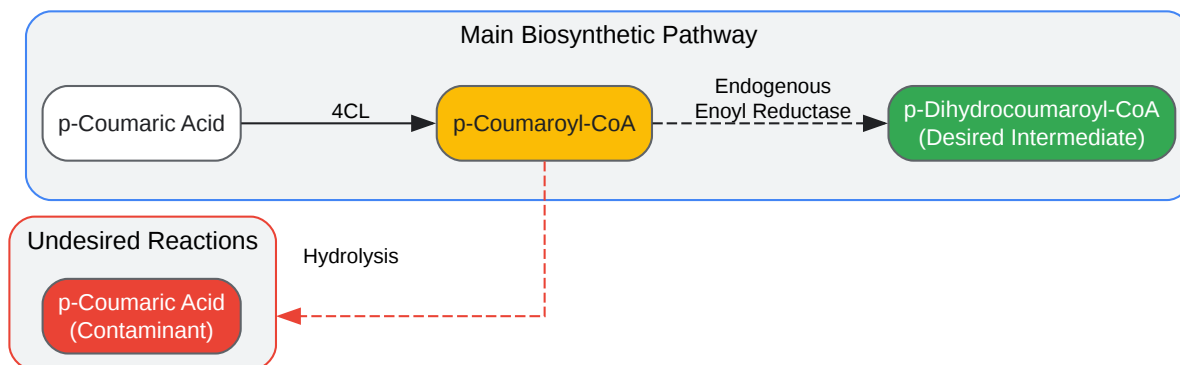 Main Biosynthetic Pathway
p-Coumaric Acid
4CL
p-Coumaroyl-CoA
Endogenous
Enoyl Reductase
p-Dihydrocoumaroyl-CoA
(Desired Intermediate)
Undesired Reactions
Hydrolysis
p-Coumaric Acid
(Contaminant)